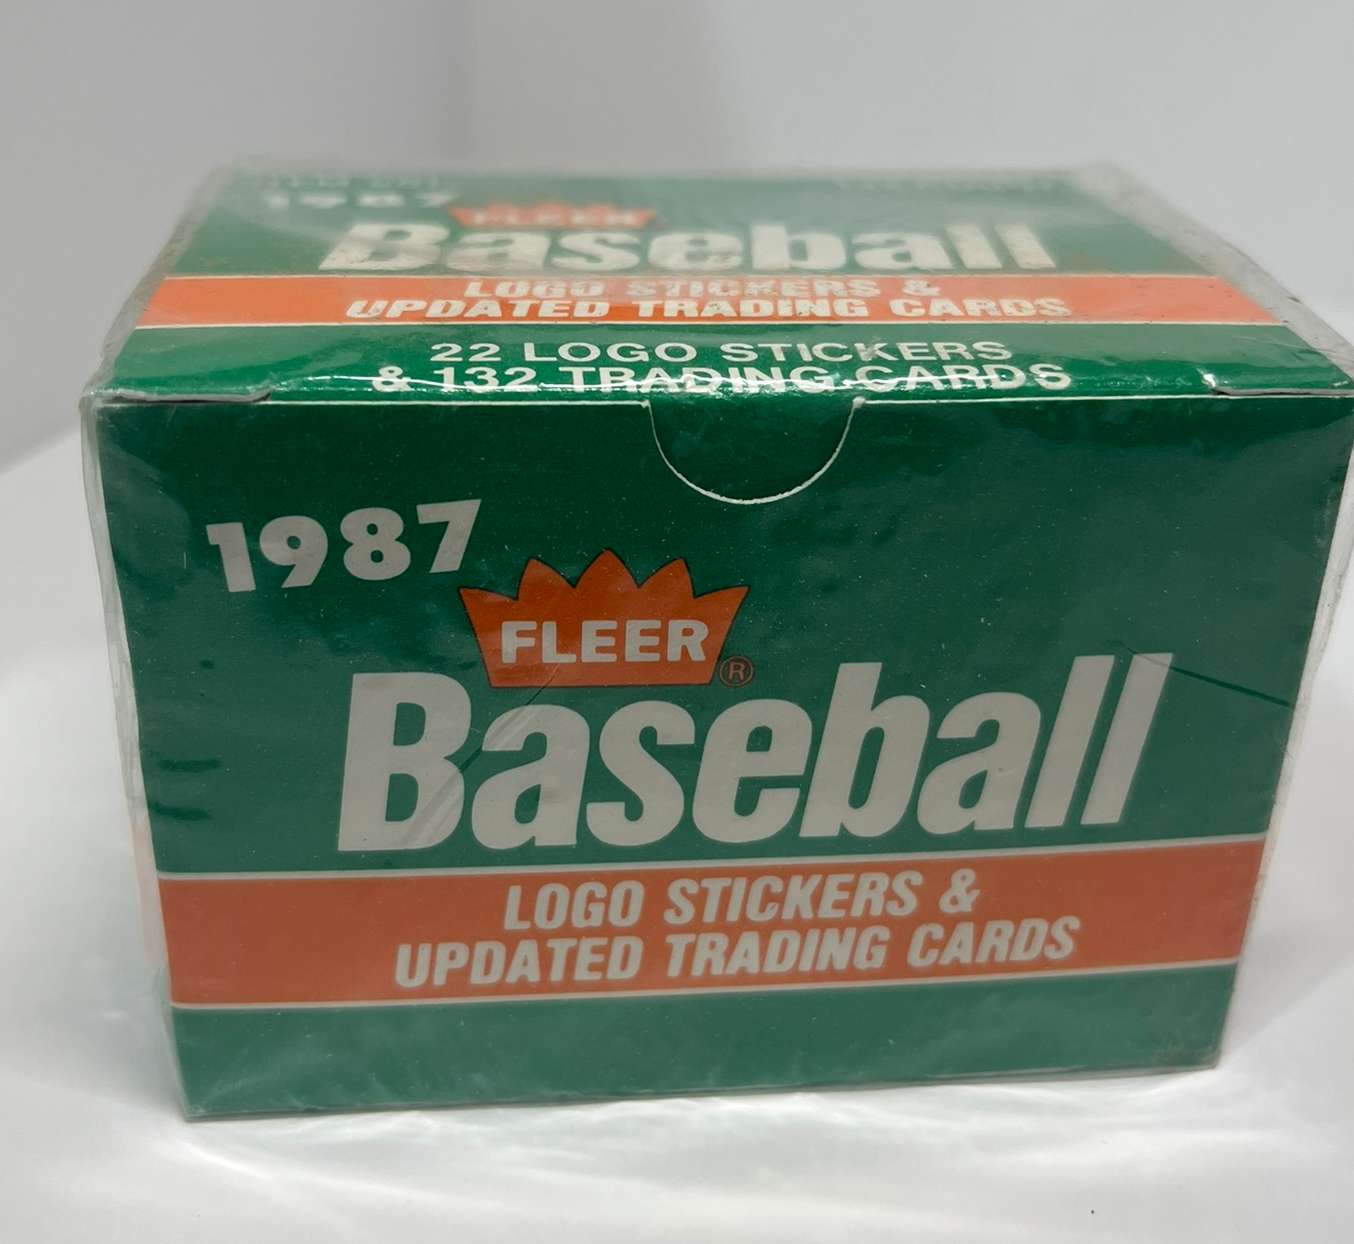 1987
FLEER
Baseball
LOGO STICKERS &
UPDATED TRADING CARDS
22 LOGO STICKERS
& 132 TRADING CARDS
1987
FLEER®
Baseball
LOGO STICKERS &
UPDATED TRADING CARDS